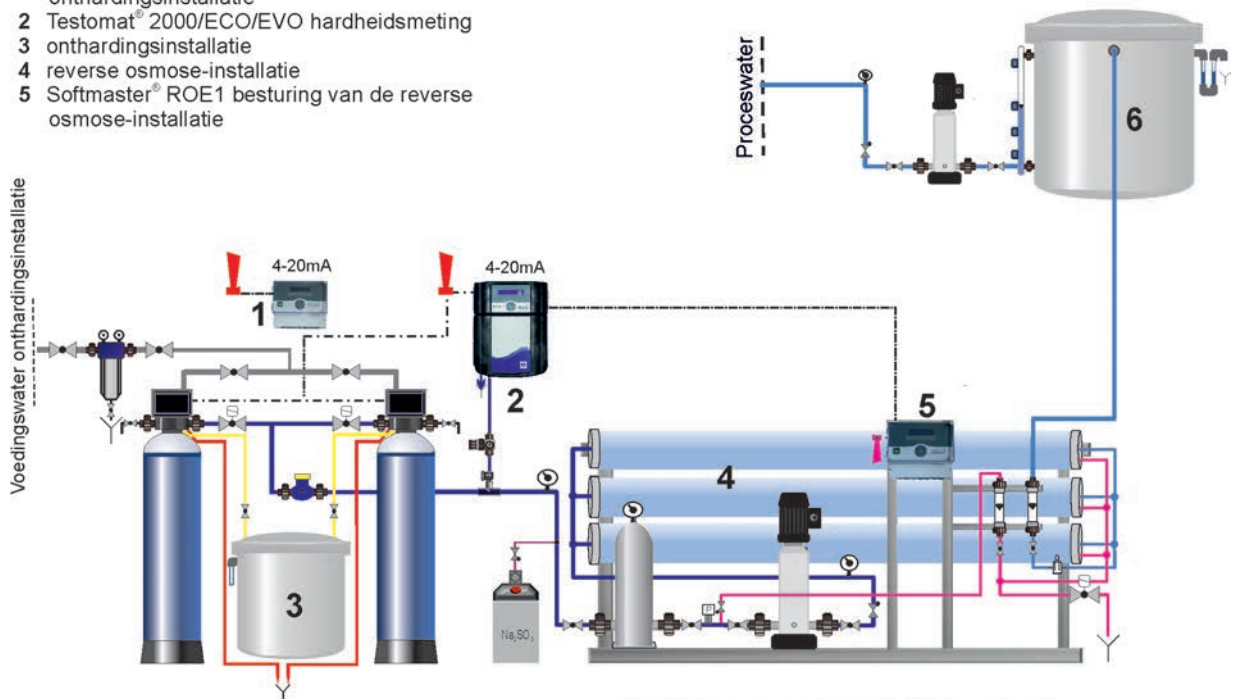 onthardingsinstallatie
2 Testomat® 2000/ECO/EVO hardheidsmeting
3 onthardingsinstallatie
4 reverse osmose-installatie
5 Softmaster® ROE1 besturing van de reverse
osmose-installatie
Proceswater
6
Voedingswater onthardingsinstallatie
4-20mA
1
4-20mA
2
5
4
3
Na₂SO₃
P